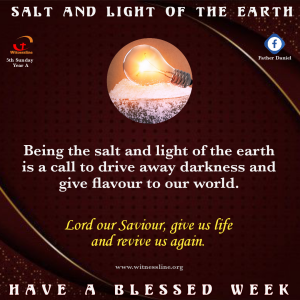 SALT AND LIGHT OF THE EARTH
Witnessline
5th Sunday
Year A
Father Daniel
Being the salt and light of the earth
is a call to drive away darkness and
give flavour to our world.
Lord our Saviour, give us life
and revive us again.
www.witnessline.org
HAVE A BLESSED WEEK